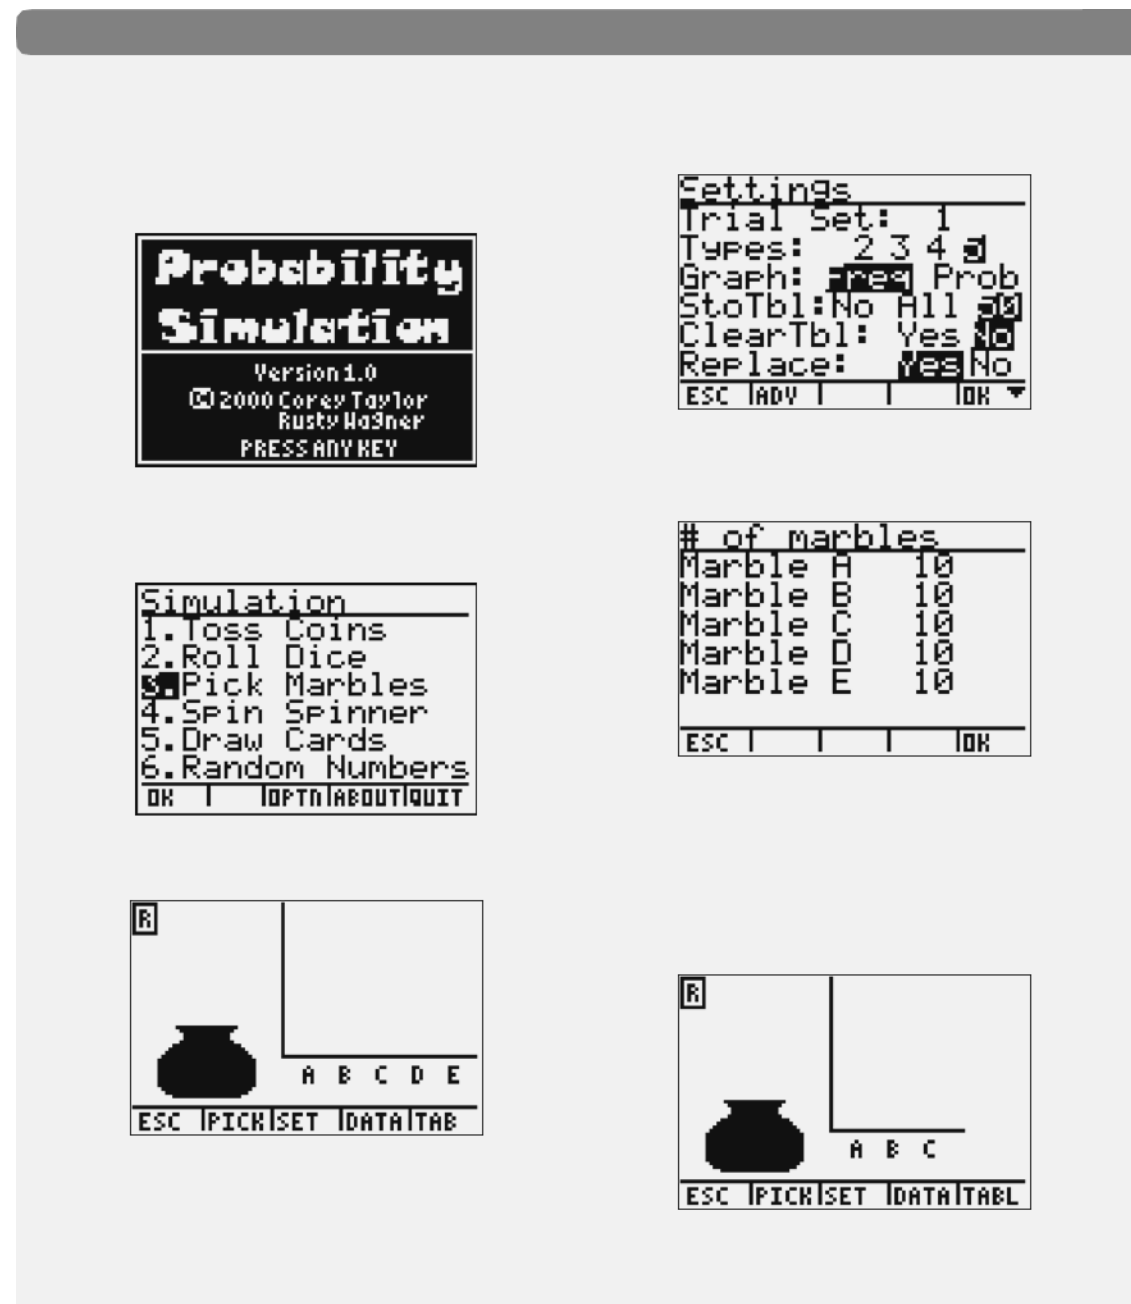 Probability
Simulation
Version 1.0
© 2000 Corey Taylor
Rusty Wagner
PRESS ANY KEY
Simulation
1.Toss Coins
2.Roll Dice
3.Pick Marbles
4.Spin Spinner
5.Draw Cards
6.Random Numbers
OK OPTN ABOUT QUIT
R
A B C D E
ESC PICK SET DATA TAB
Settings
Trial Set: 1
Types: 2 3 4
Graph: Freq Prob
StoTbl:No All
ClearTbl: Yes No
Replace: Yes No
ESC ADV OK
# of marbles
Marble A 10
Marble B 10
Marble C 10
Marble D 10
Marble E 10
ESC OK
R
A B C
ESC PICK SET DATA TABL